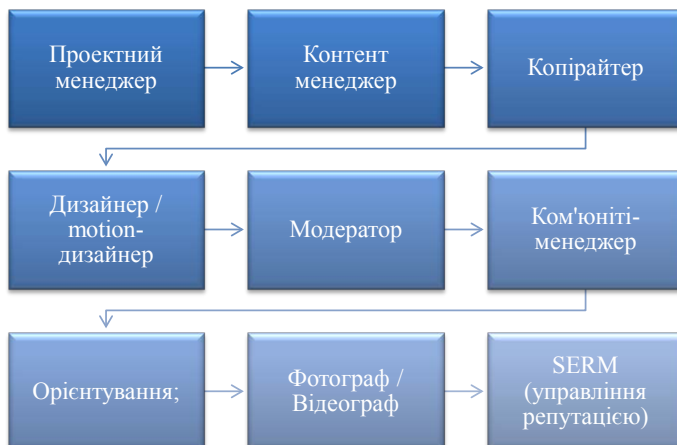 Проектний
менеджер
Контент
менеджер
Копірайтер
Дизайнер /
motion-
дизайнер
Модератор
Ком'юніті-
менеджер
Орієнтування;
Фотограф /
Відеограф
SERM
(управління
репутацією)